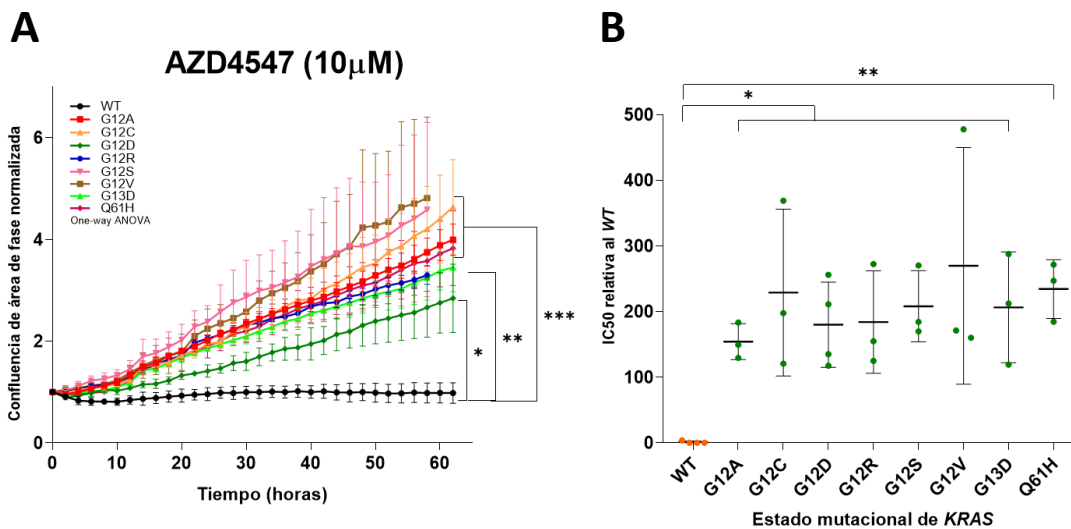 A
AZD4547 (10μM)
Confluencia de área de fase normalizada
6
4
2
0
WT
G12A
G12C
G12D
G12R
G12S
G12V
G13D
Q61H
One-way ANOVA
*
**
***
0 10 20 30 40 50 60
Tiempo (horas)
B
**
*
IC50 relativa al WT
500
400
300
200
100
0
WT G12A G12C G12D G12R G12S G12V G13D Q61H
Estado mutacional de KRAS